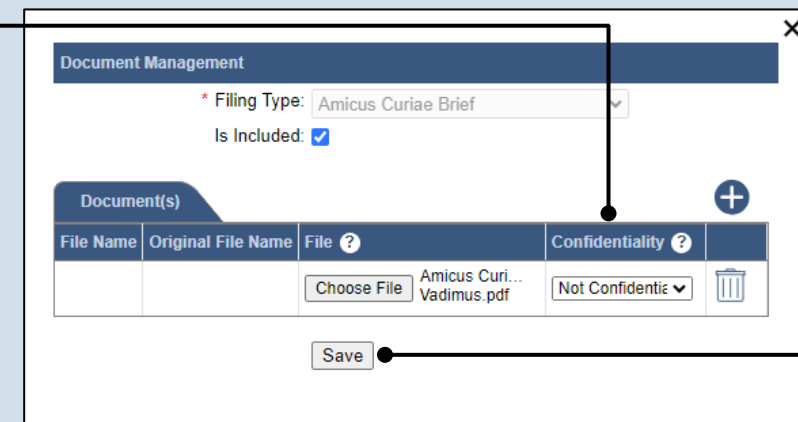 Document Management
* Filing Type: Amicus Curiae Brief
Is Included:
Document(s)
File Name Original File Name File ? Confidentiality ?
Choose File Amicus Curi... Vadimus.pdf Not Confidentia
Save